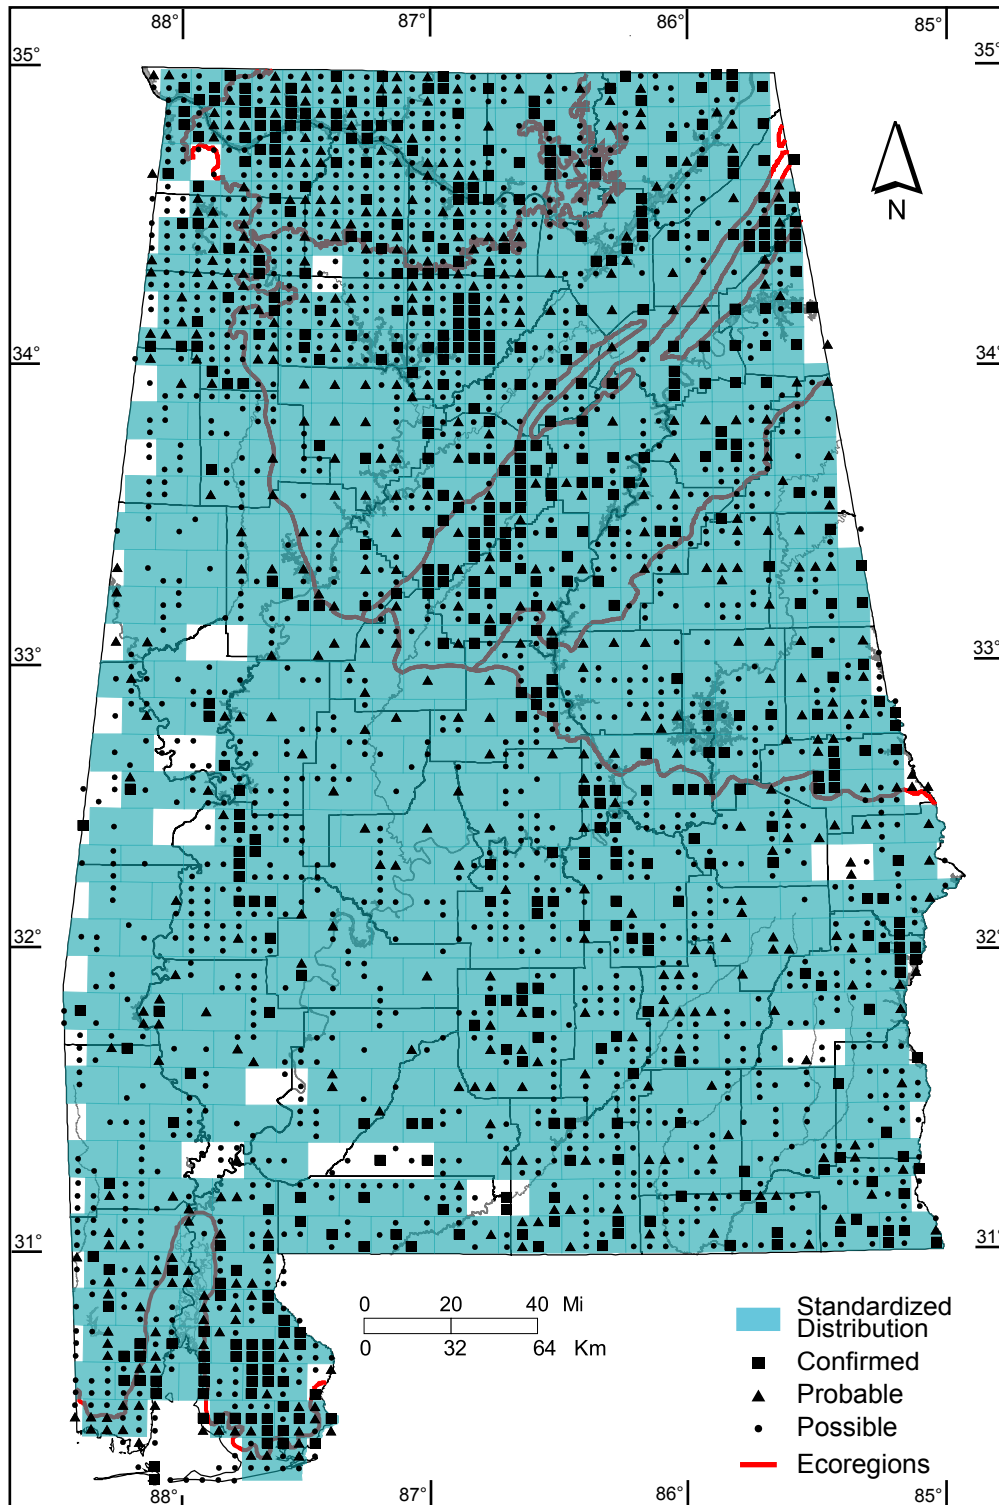 88° 87° 86° 85°
35° 35°
N
34° 34°
33° 33°
32° 32°
31° 31°
0 20 40 Mi
0 32 64 Km
Standardized
Distribution
Confirmed
Probable
Possible
Ecoregions
88° 87° 86° 85°